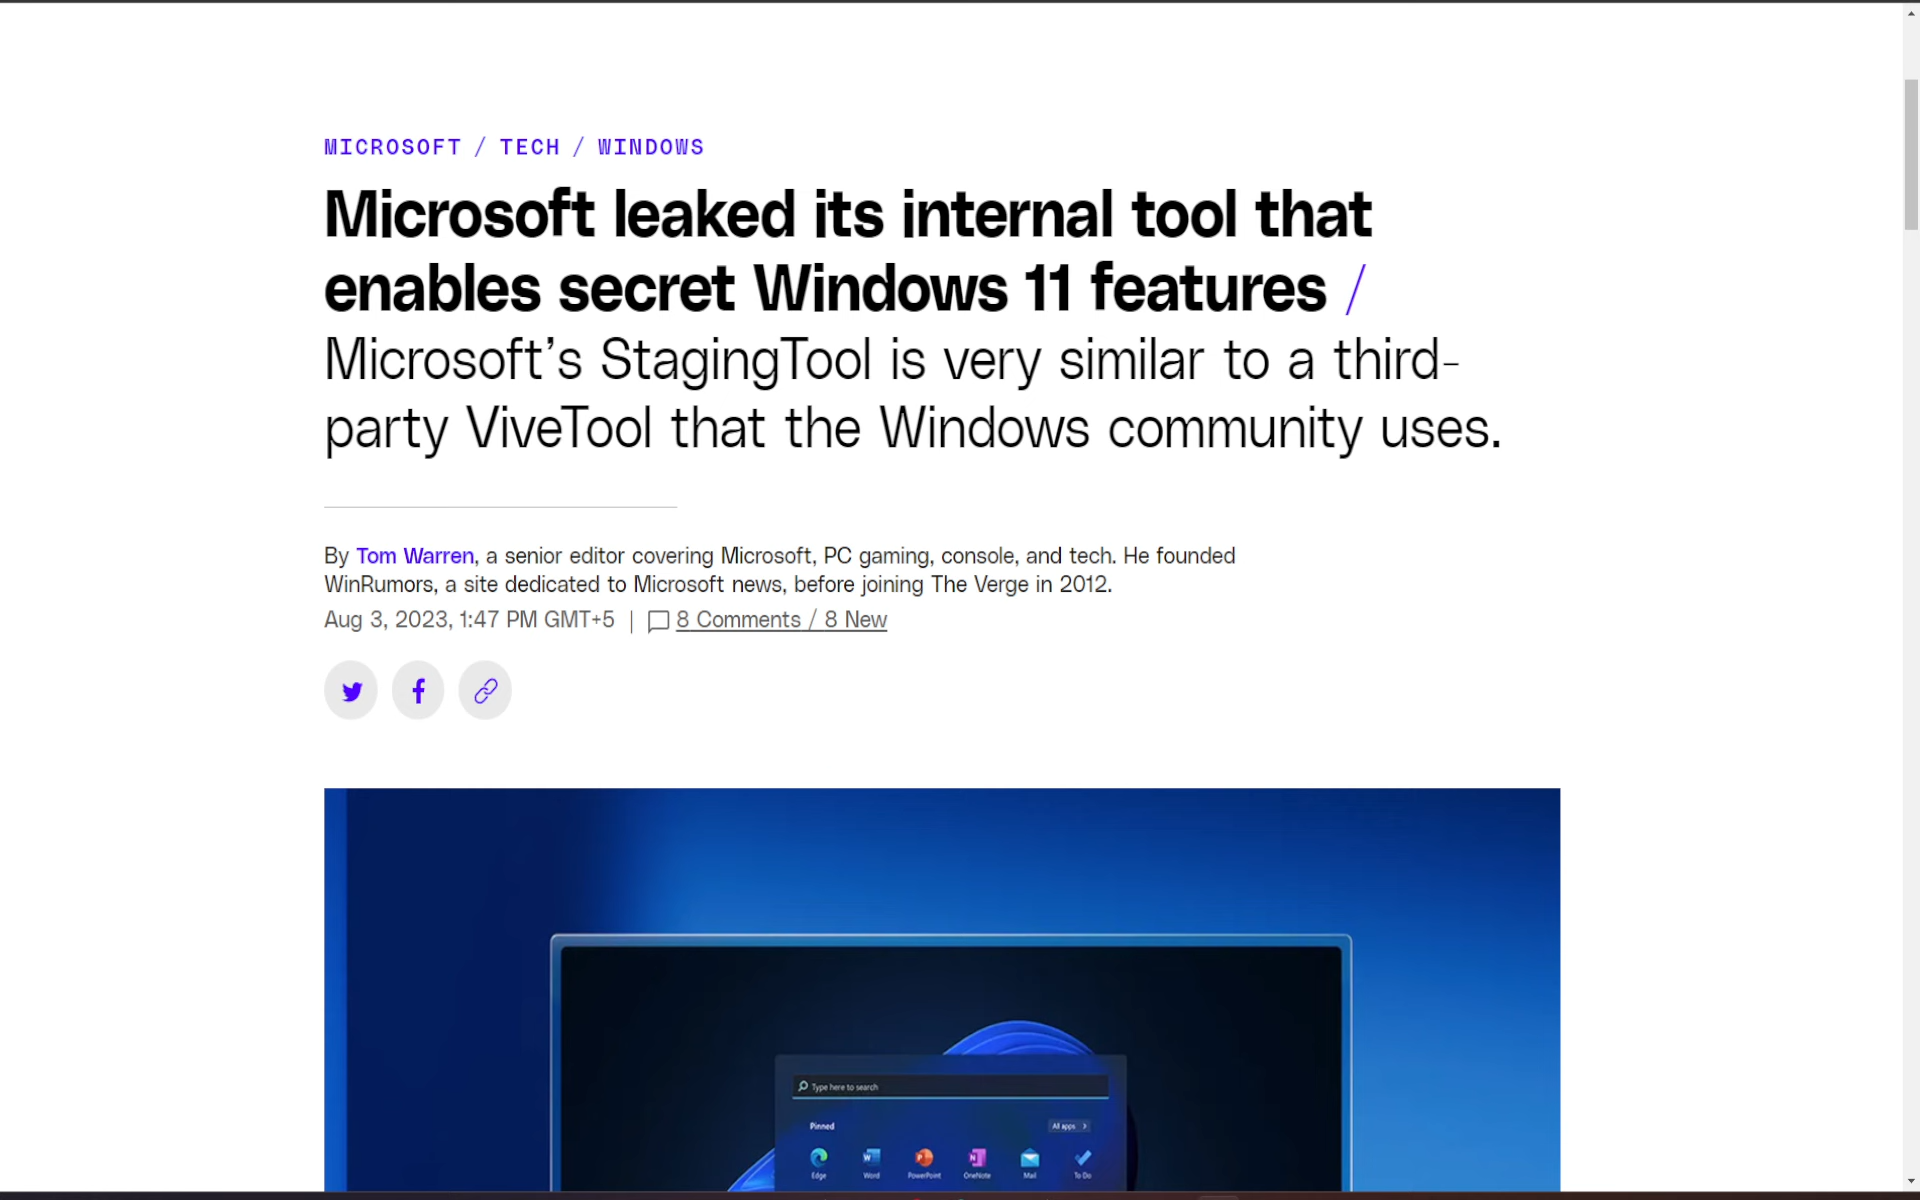 MICROSOFT / TECH / WINDOWS
Microsoft leaked its internal tool that
enables secret Windows 11 features /
Microsoft’s StagingTool is very similar to a third-
party ViveTool that the Windows community uses.
By Tom Warren, a senior editor covering Microsoft, PC gaming, console, and tech. He founded
WinRumors, a site dedicated to Microsoft news, before joining The Verge in 2012.
Aug 3, 2023, 1:47 PM GMT+5 | 8 Comments / 8 New
Type here to search
Pinned All apps >
Edge Word PowerPoint OneNote Mail To Do